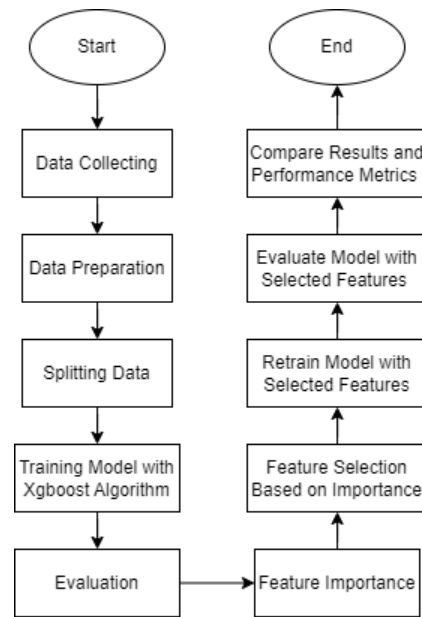 Start
Data Collecting
Data Preparation
Splitting Data
Training Model with
Xgboost Algorithm
Evaluation
Feature Importance
Feature Selection
Based on Importance
Retrain Model with
Selected Features
Evaluate Model with
Selected Features
Compare Results and
Performance Metrics
End